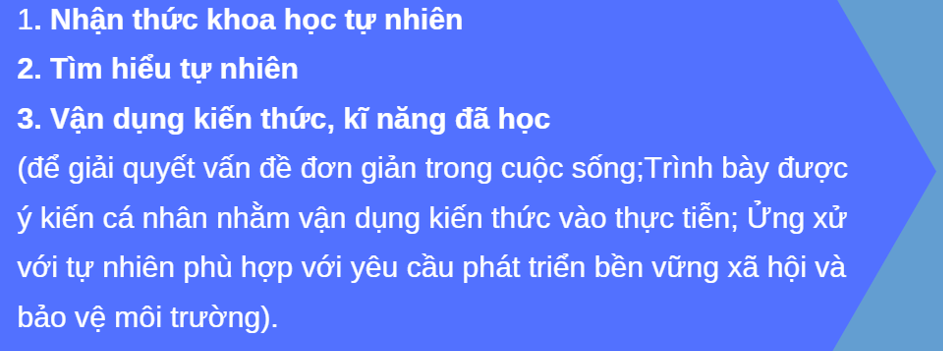 1. Nhận thức khoa học tự nhiên
2. Tìm hiểu tự nhiên
3. Vận dụng kiến thức, kĩ năng đã học
(để giải quyết vấn đề đơn giản trong cuộc sống;Trình bày được
ý kiến cá nhân nhằm vận dụng kiến thức vào thực tiễn; Ửng xử
với tự nhiên phù hợp với yêu cầu phát triển bền vững xã hội và
bảo vệ môi trường).